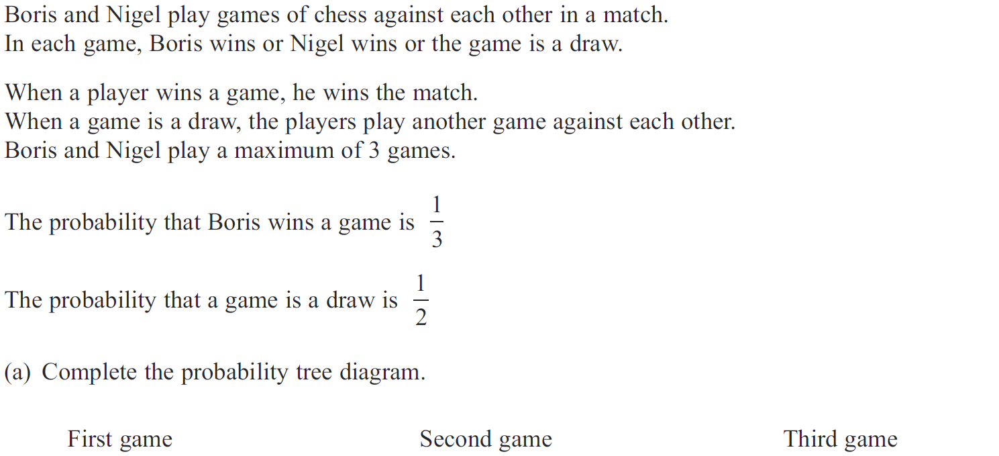 Boris and Nigel play games of chess against each other in a match.
In each game, Boris wins or Nigel wins or the game is a draw.
When a player wins a game, he wins the match.
When a game is a draw, the players play another game against each other.
Boris and Nigel play a maximum of 3 games.
The probability that Boris wins a game is 1/3
The probability that a game is a draw is 1/2
(a) Complete the probability tree diagram.
First game Second game Third game